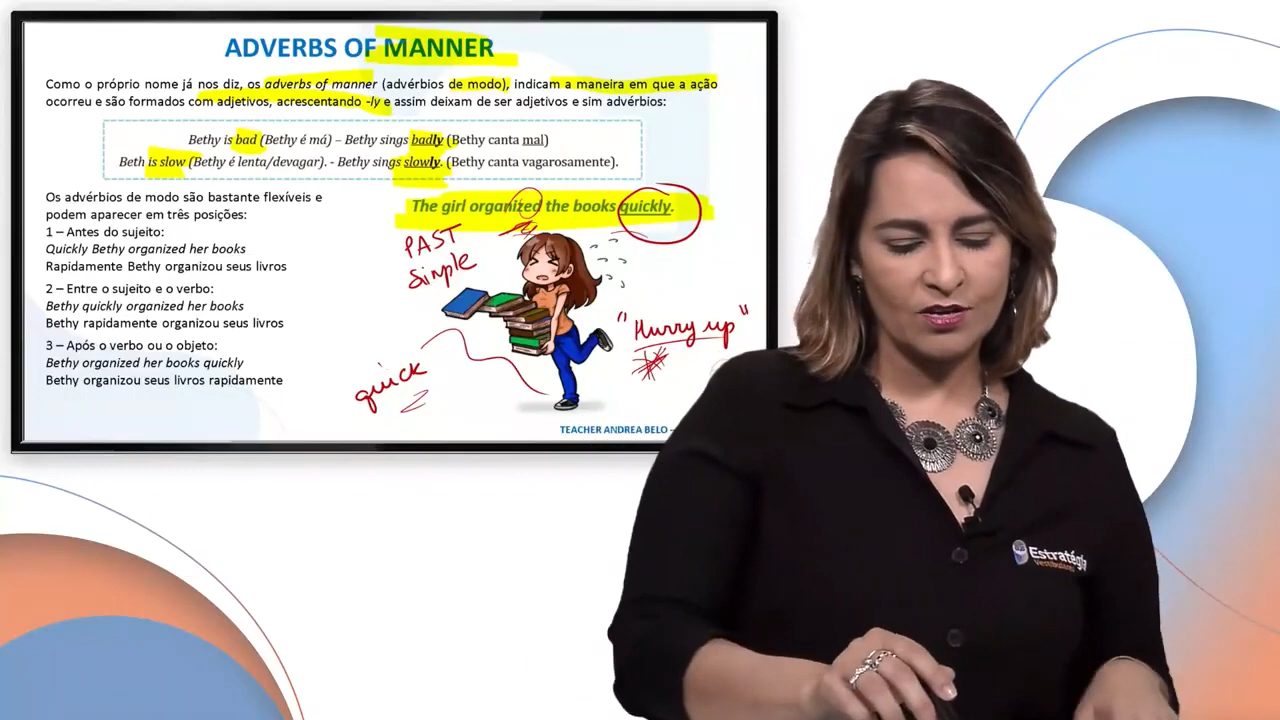 ADVERBS OF MANNER
Como o próprio nome já nos diz, os adverbs of manner (advérbios de modo), indicam a maneira em que a ação
ocorreu e são formados com adjetivos, acrescentando -ly e assim deixam de ser adjetivos e sim advérbios:
Bethy is bad (Bethy é má) – Bethy sings badly (Bethy canta mal)
Beth is slow (Bethy é lenta/devagar). - Bethy sings slowly. (Bethy canta vagarosamente).
Os advérbios de modo são bastante flexíveis e
podem aparecer em três posições:
1 – Antes do sujeito:
Quickly Bethy organized her books
Rapidamente Bethy organizou seus livros
2 – Entre o sujeito e o verbo:
Bethy quickly organized her books
Bethy rapidamente organizou seus livros
3 – Após o verbo ou o objeto:
Bethy organized her books quickly
Bethy organizou seus livros rapidamente
The girl organized the books quickly.
PAST
Simple
"Hurry up"
quick
TEACHER ANDREA BELO –
Estratégia
Vestibulares